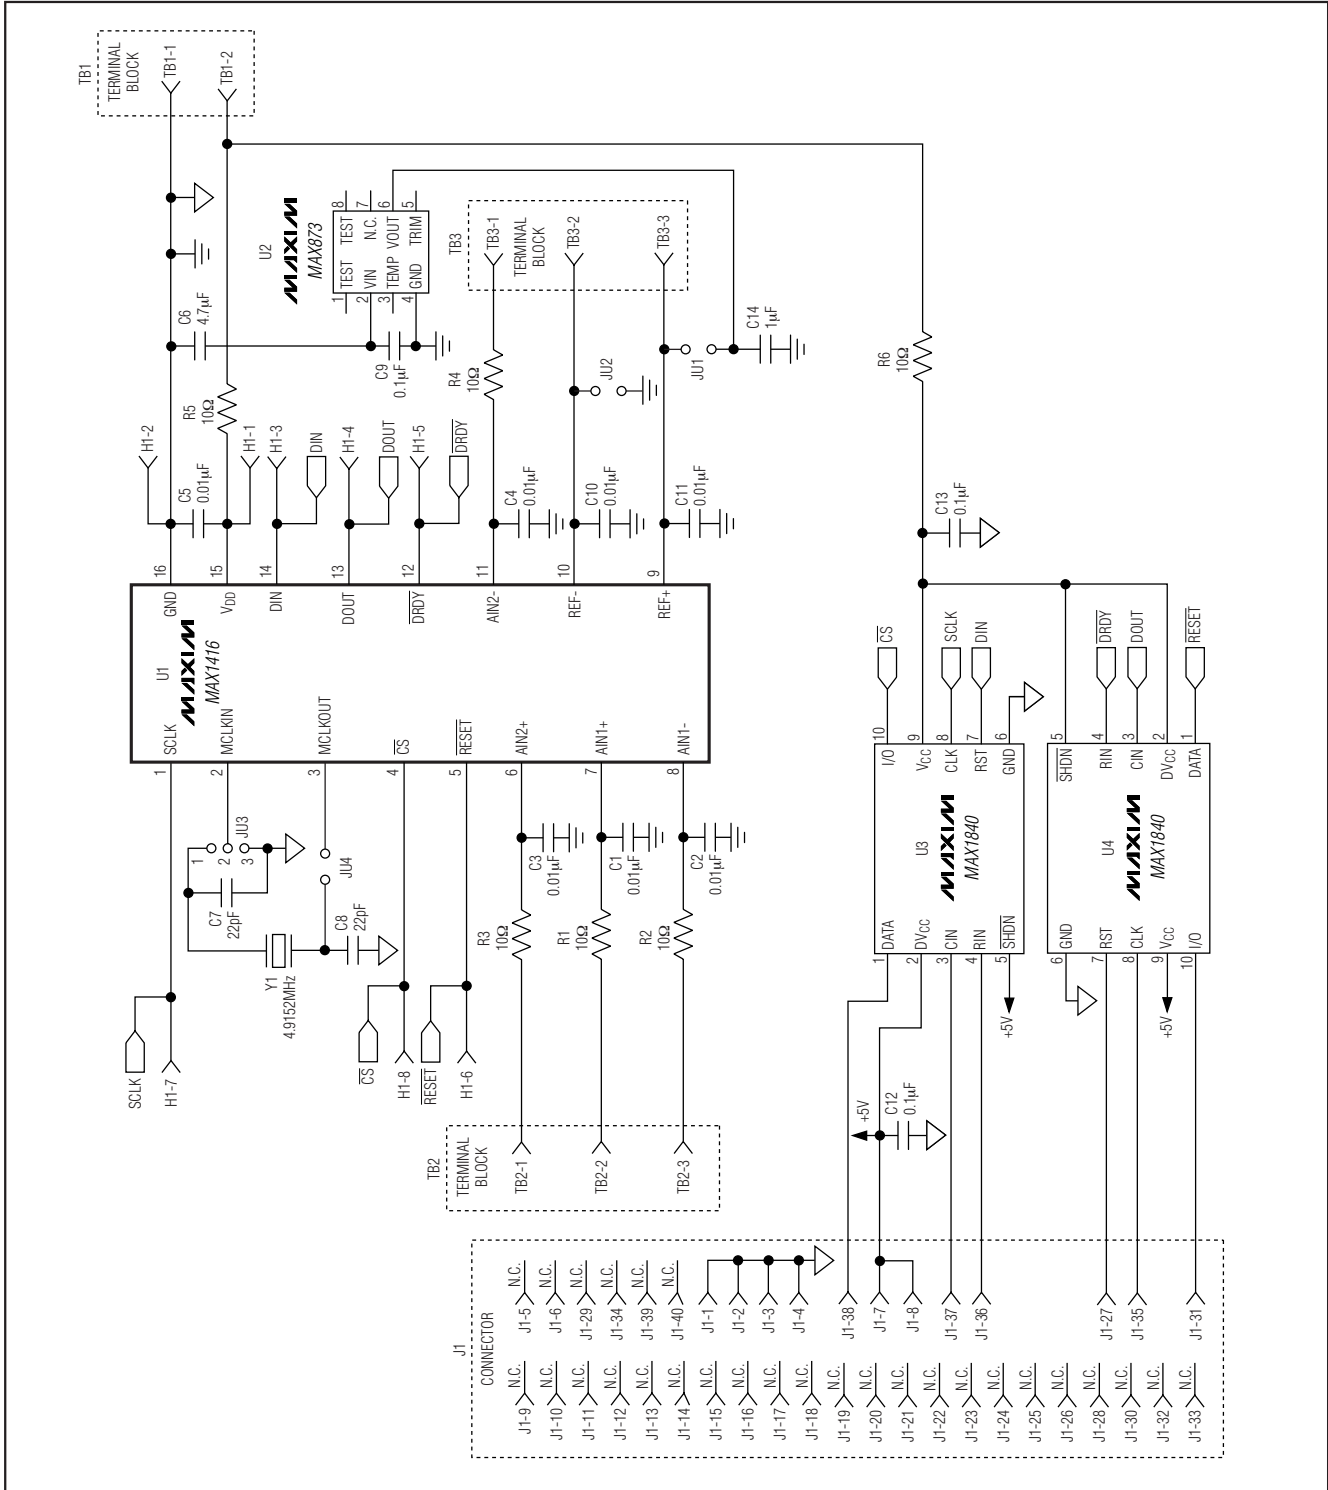 TB1
TERMINAL
BLOCK
TB1-1
TB1-2
U2
MAXIM
MAX873
1
TEST
TEST
8
2
VIN
N.C.
7
3
TEMP
VOUT
6
4
GND
TRIM
5
C6
4.7µF
C9
0.1µF
TB3
TERMINAL
BLOCK
TB3-1
TB3-2
TB3-3
R5
10Ω
R4
10Ω
JU2
JU1
C14
1µF
R6
10Ω
H1-2
C5
0.01µF
H1-1
H1-3
DIN
H1-4
DOUT
H1-5
DRDY
C4
0.01µF
C10
0.01µF
C11
0.01µF
C13
0.1µF
16
15
14
13
12
11
10
9
GND
VDD
DIN
DOUT
DRDY
AIN2-
REF-
REF+
U1
MAXIM
MAX1416
SCLK
MCLKIN
MCLKOUT
CS
RESET
AIN2+
AIN1+
AIN1-
1
2
3
4
5
6
7
8
1
2
3
JU3
JU4
C7
22pF
C8
22pF
Y1
4.9152MHz
SCLK
H1-7
CS
H1-8
RESET
H1-6
C3
0.01µF
C1
0.01µF
C2
0.01µF
R3
10Ω
R1
10Ω
R2
10Ω
TB2
TERMINAL
BLOCK
TB2-1
TB2-2
TB2-3
CS
SCLK
DIN
DRDY
DOUT
RESET
10
9
8
7
6
I/O
VCC
CLK
RST
GND
U3
MAXIM
MAX1840
DATA
DVCC
CIN
RIN
SHDN
1
2
3
4
5
+5V
5
4
3
2
1
SHDN
RIN
CIN
DVCC
DATA
U4
MAXIM
MAX1840
GND
RST
CLK
VCC
I/O
6
7
8
9
10
+5V
+5V
C12
0.1µF
J1
CONNECTOR
N.C.
J1-5
N.C.
J1-6
N.C.
J1-29
N.C.
J1-34
N.C.
J1-39
N.C.
J1-40
J1-1
J1-2
J1-3
J1-4
J1-38
J1-7
J1-8
J1-37
J1-36
J1-27
J1-35
J1-31
N.C.
J1-9
N.C.
J1-10
N.C.
J1-11
N.C.
J1-12
N.C.
J1-13
N.C.
J1-14
N.C.
J1-15
N.C.
J1-16
N.C.
J1-17
N.C.
J1-18
N.C.
J1-19
N.C.
J1-20
N.C.
J1-21
N.C.
J1-22
N.C.
J1-23
N.C.
J1-24
N.C.
J1-25
N.C.
J1-26
N.C.
J1-28
N.C.
J1-30
N.C.
J1-32
N.C.
J1-33